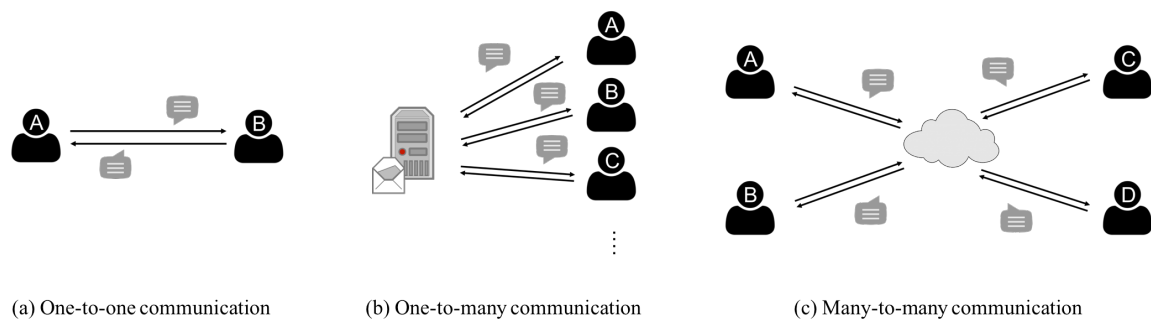 A
B
(a) One-to-one communication
A
B
C
(b) One-to-many communication
A
B
C
D
(c) Many-to-many communication